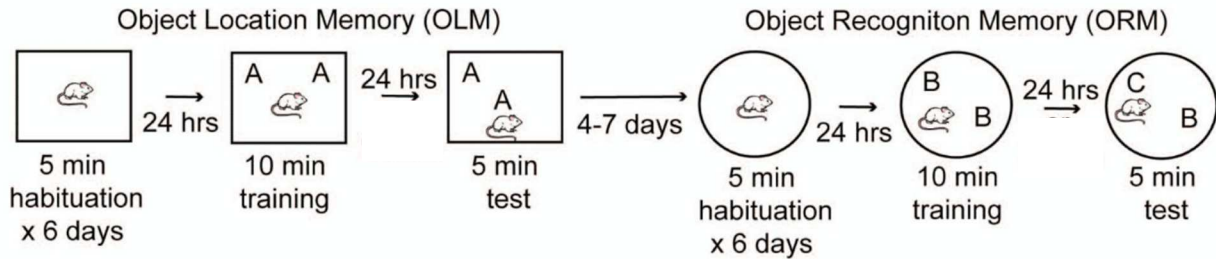 Object Location Memory (OLM)
Object Recogniton Memory (ORM)
A A
A
A
B
B
C
B
24 hrs
24 hrs
4-7 days
24 hrs
24 hrs
5 min
habituation
x 6 days
10 min
training
5 min
test
5 min
habituation
x 6 days
10 min
training
5 min
test